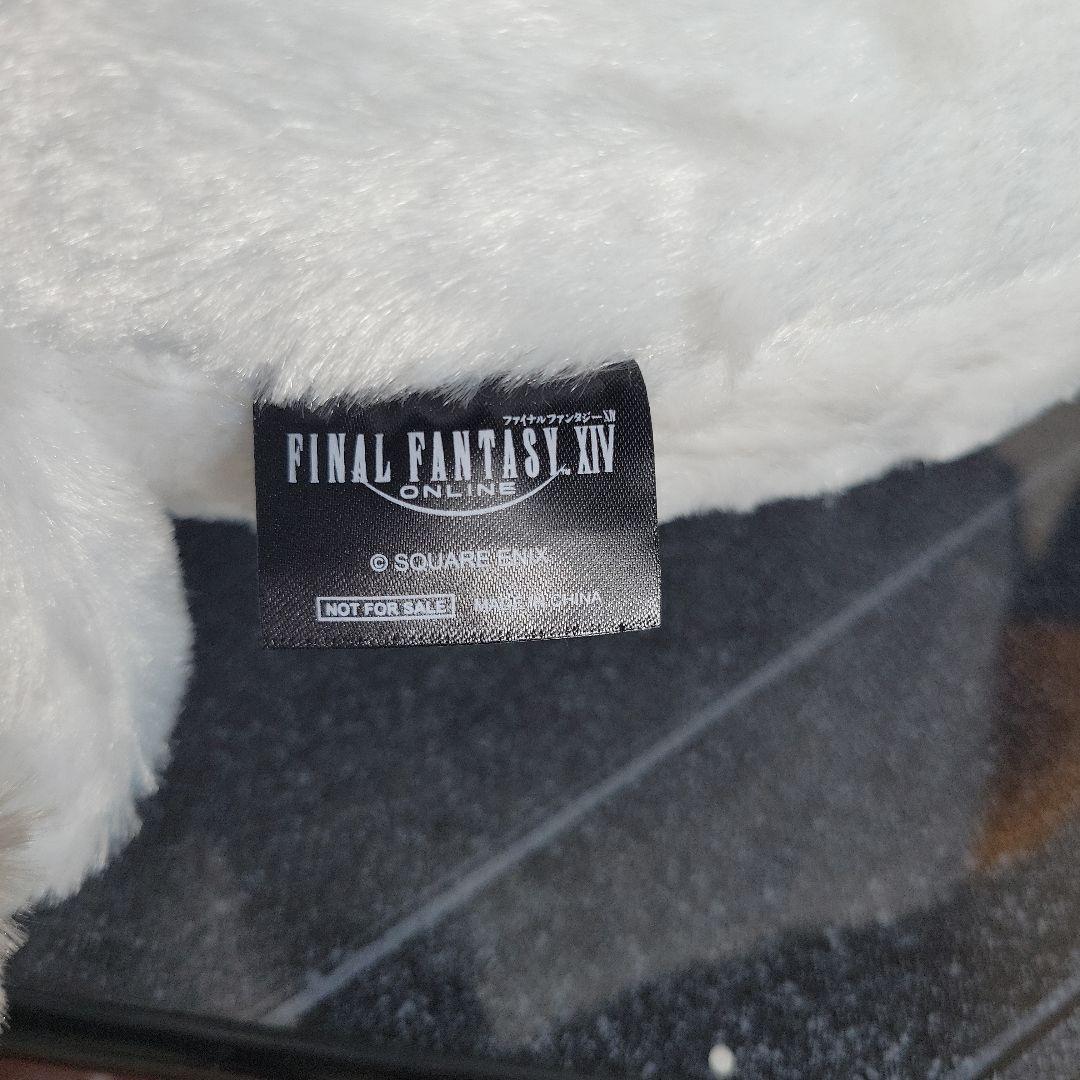 ファイナルファンタジーXIV
FINAL FANTASY XIV
ONLINE
© SQUARE ENIX
NOT FOR SALE MADE IN CHINA